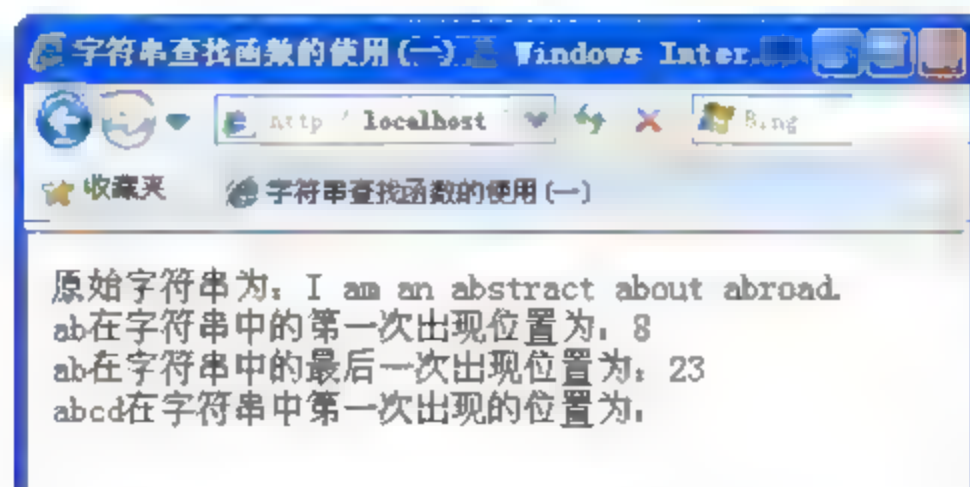 字符串查找函数的使用(一) Windows Inter
http / localhost Bing
收藏夹 字符串查找函数的使用(一)
原始字符串为: I am an abstract about abroad.
ab在字符串中的第一次出现位置为: 8
ab在字符串中的最后一次出现位置为: 23
abcd在字符串中第一次出现的位置为: